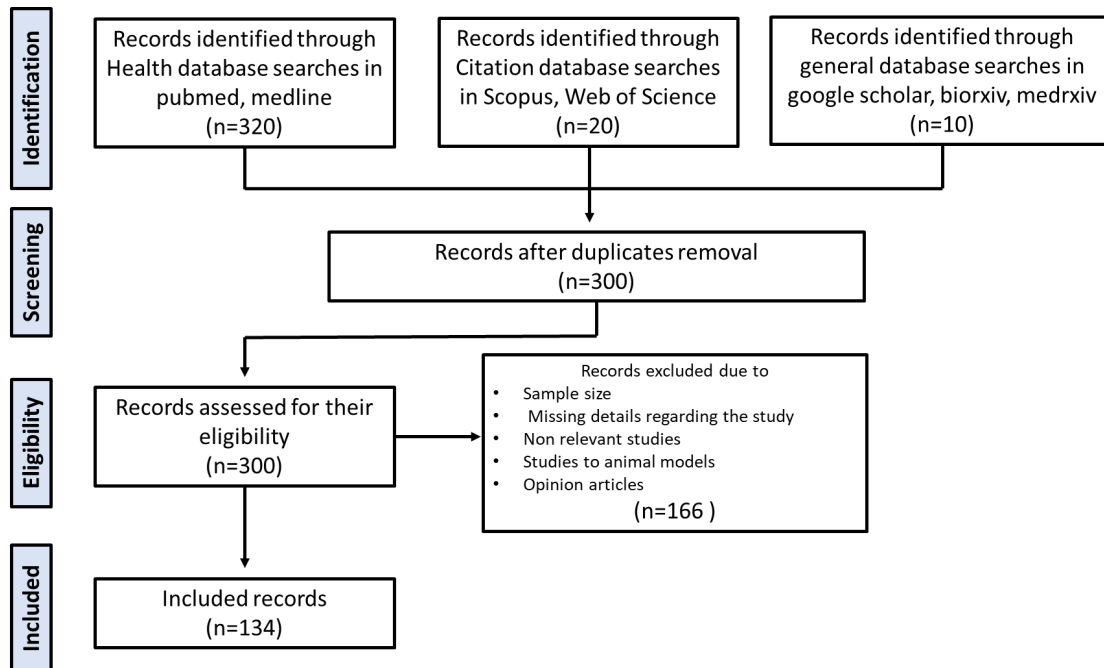 Identification
Records identified through
Health database searches in
pubmed, medline
(n=320)
Records identified through
Citation database searches
in Scopus, Web of Science
(n=20)
Records identified through
general database searches in
google scholar, biorxiv, medrxiv
(n=10)
Screening
Records after duplicates removal
(n=300)
Eligibility
Records assessed for their
eligibility
(n=300)
Records excluded due to
• Sample size
• Missing details regarding the study
• Non relevant studies
• Studies to animal models
• Opinion articles
(n=166 )
Included
Included records
(n=134)